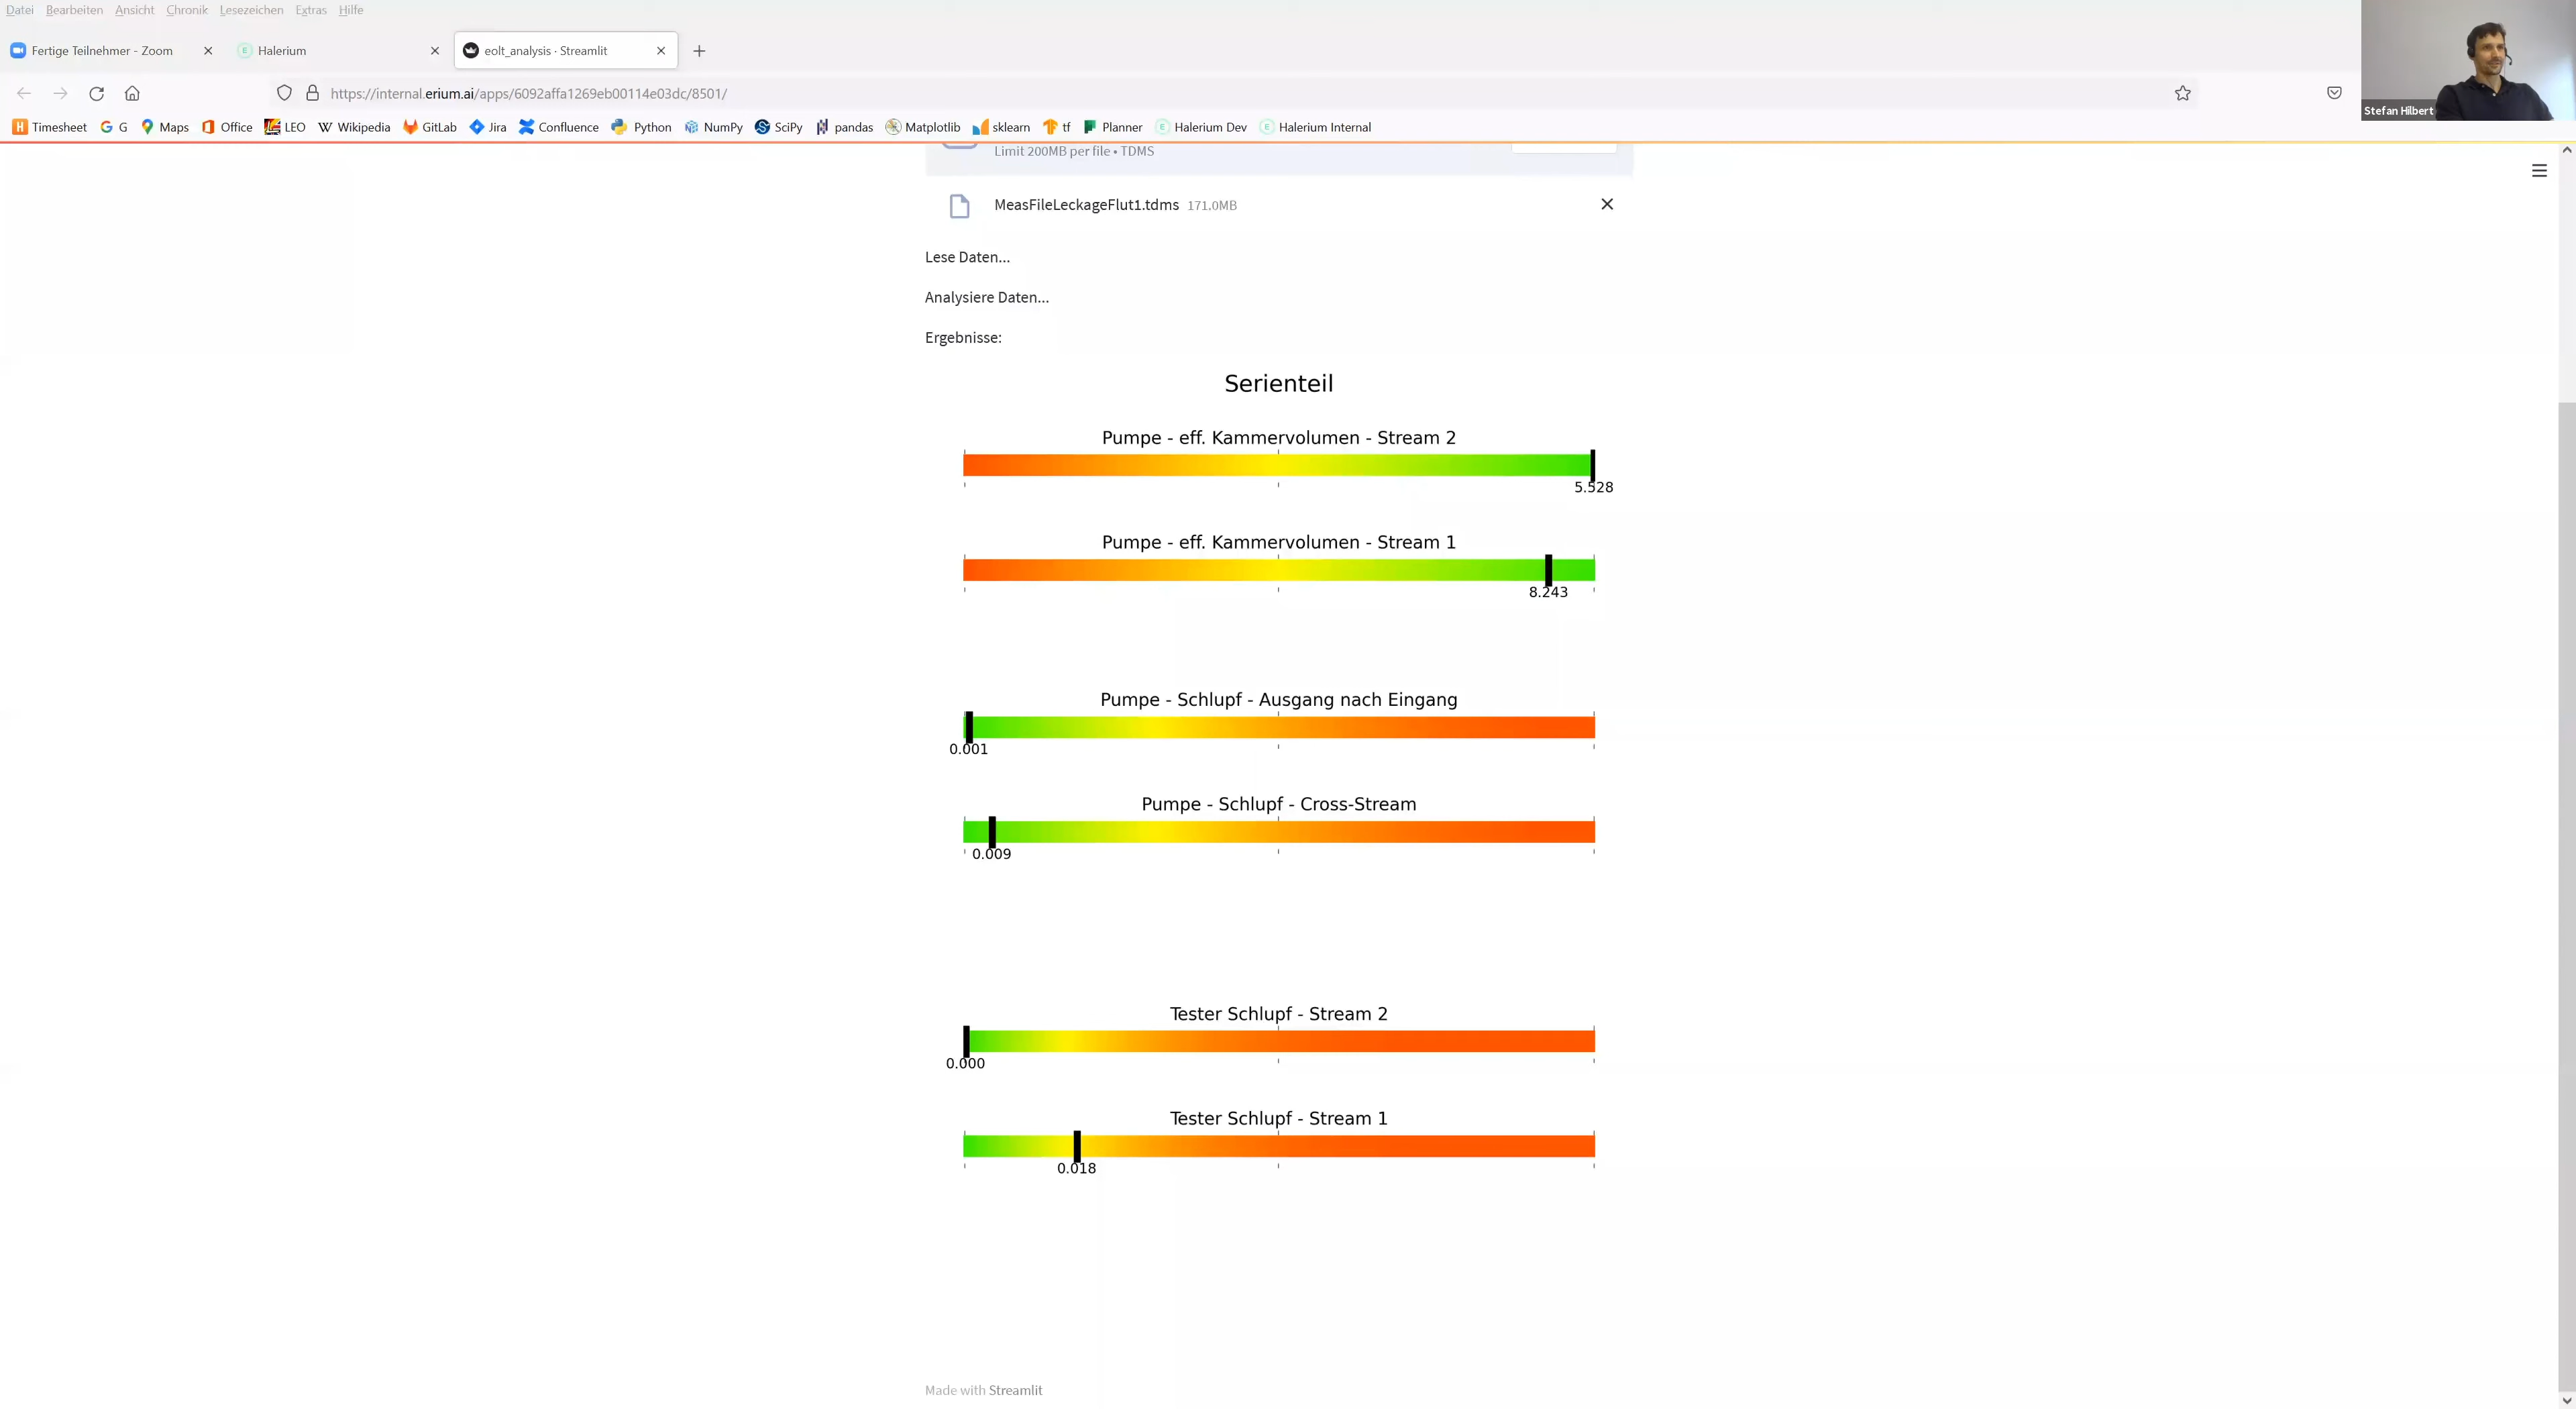 Datei Bearbeiten Ansicht Chronik Lesezeichen Extras Hilfe
Fertige Teilnehmer - Zoom
Halerium
eolt_analysis · Streamlit
https://internal.erium.ai/apps/6092affa1269eb00114e03dc/8501/
Timesheet G Maps Office LEO Wikipedia GitLab Jira Confluence Python NumPy SciPy pandas Matplotlib sklearn tf Planner Halerium Dev Halerium Internal
Stefan Hilbert
Limit 200MB per file • TDMS
MeasFileLeckageFlut1.tdms 171.0MB
Lese Daten...
Analysiere Daten...
Ergebnisse:
Serienteil
Pumpe - eff. Kammervolumen - Stream 2
5.528
Pumpe - eff. Kammervolumen - Stream 1
8.243
Pumpe - Schlupf - Ausgang nach Eingang
0.001
Pumpe - Schlupf - Cross-Stream
0.009
Tester Schlupf - Stream 2
0.000
Tester Schlupf - Stream 1
0.018
Made with Streamlit